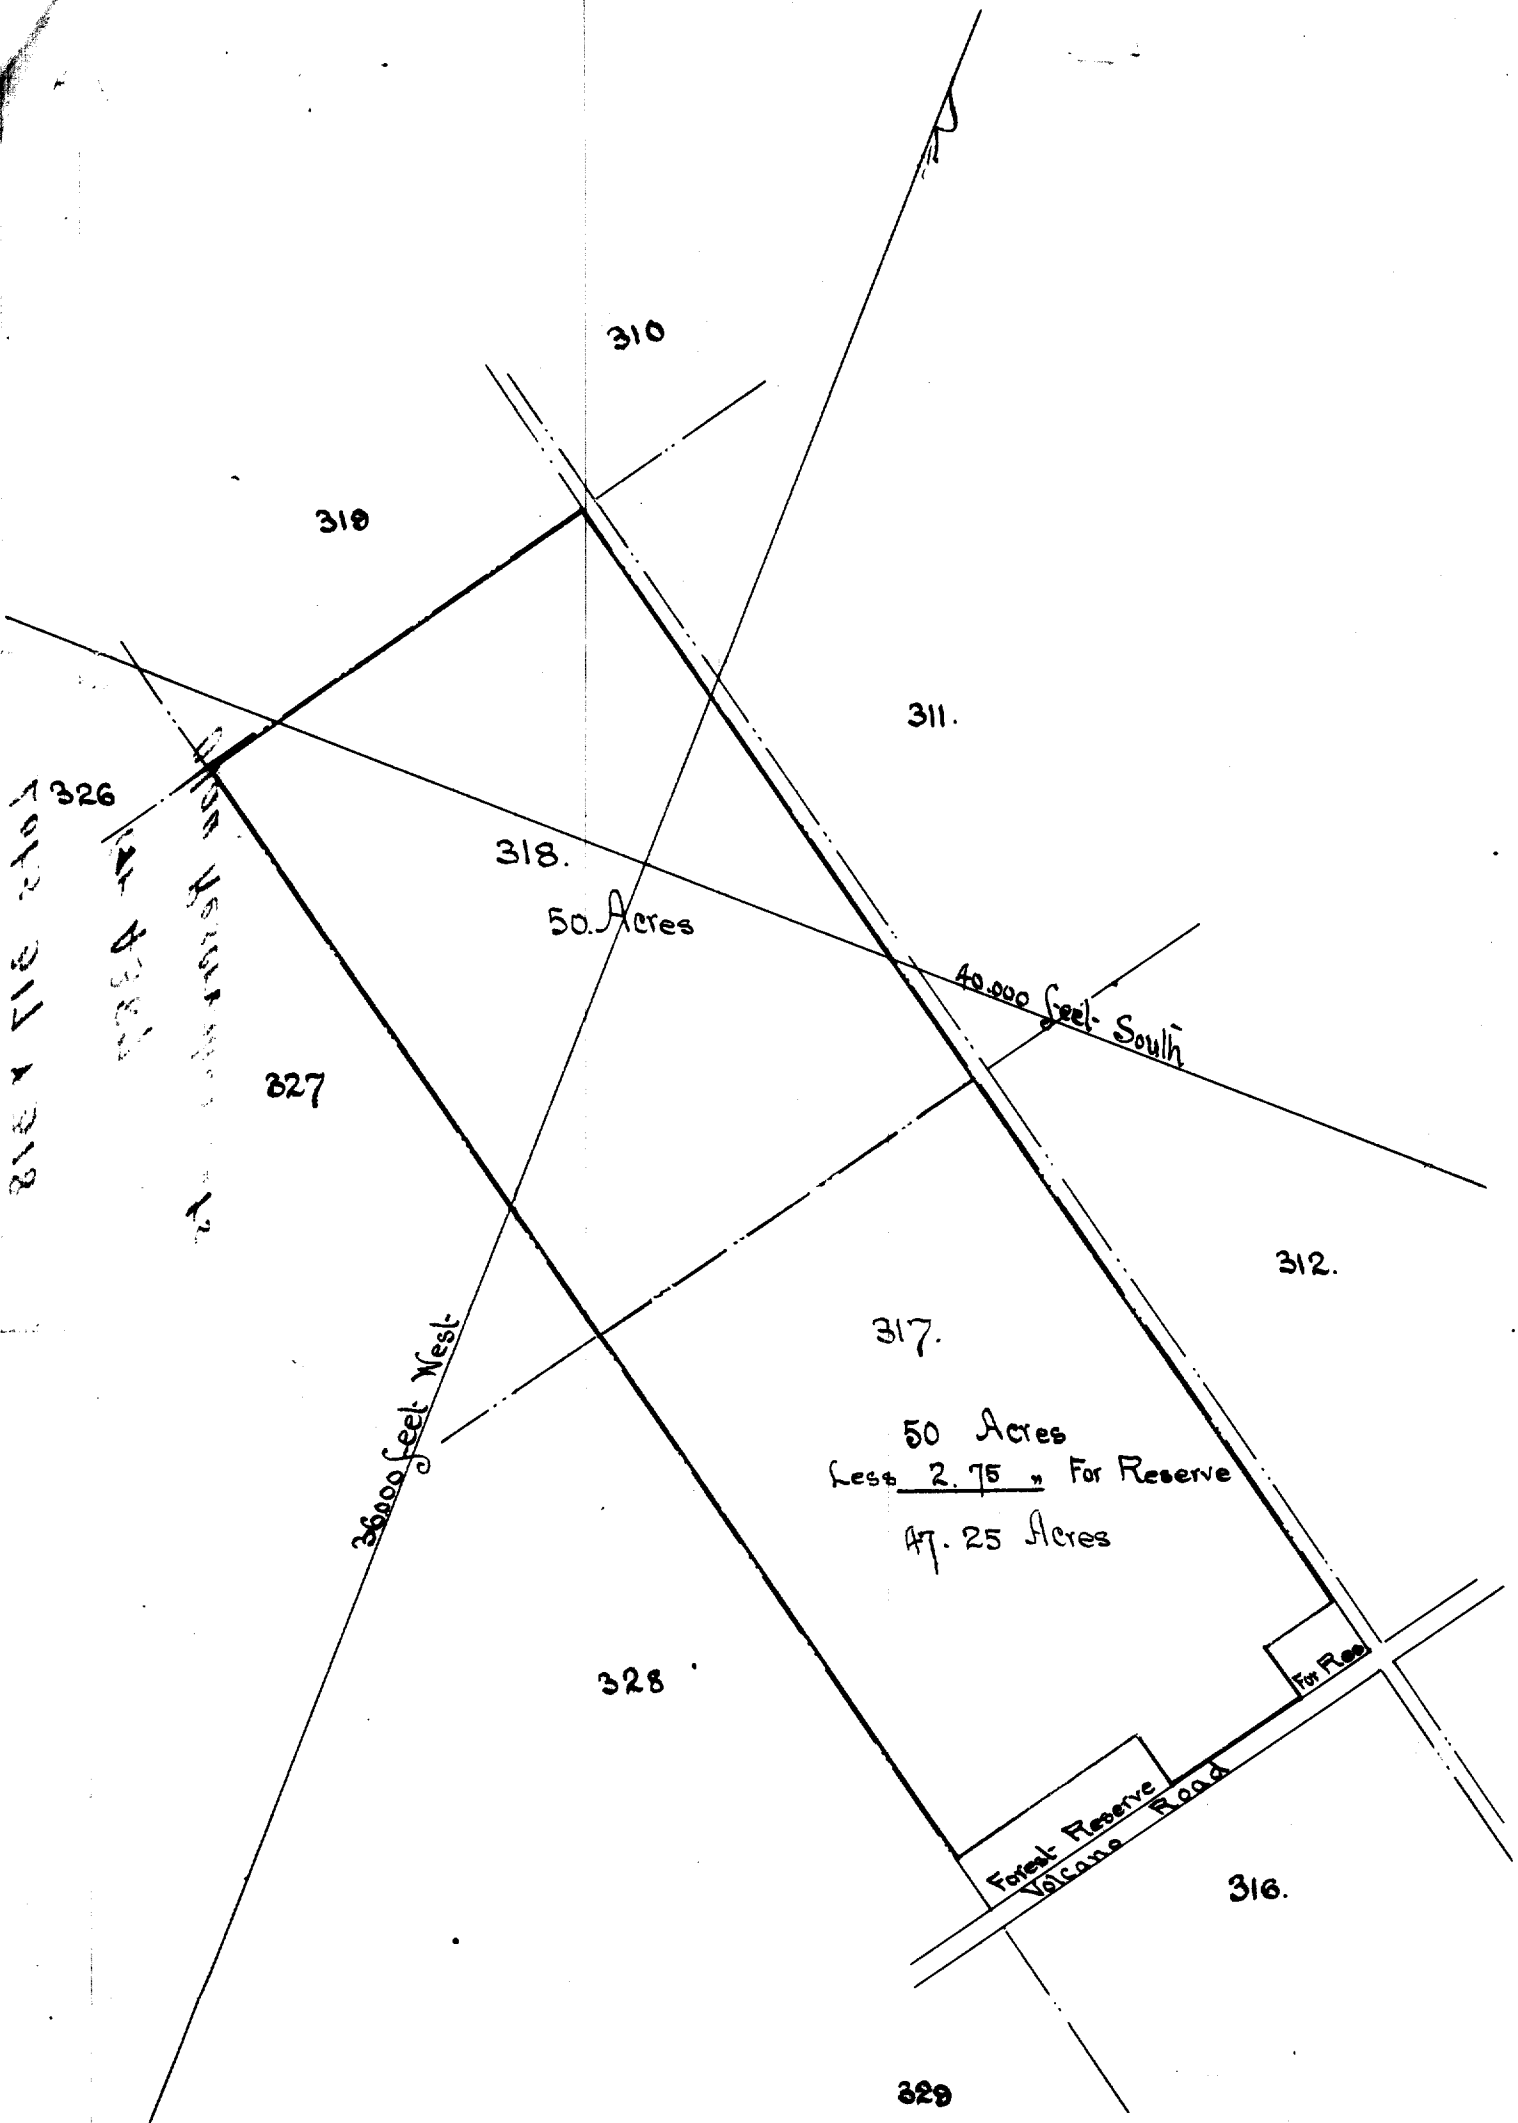 310
319
311.
326
318.
50. Acres
40.000 feet South
327
312.
317.
36000 feet West
50 Acres
Less 2.75 " For Reserve
47.25 Acres
328
For Res
Forest Reserve
Volcano Road
316.
329